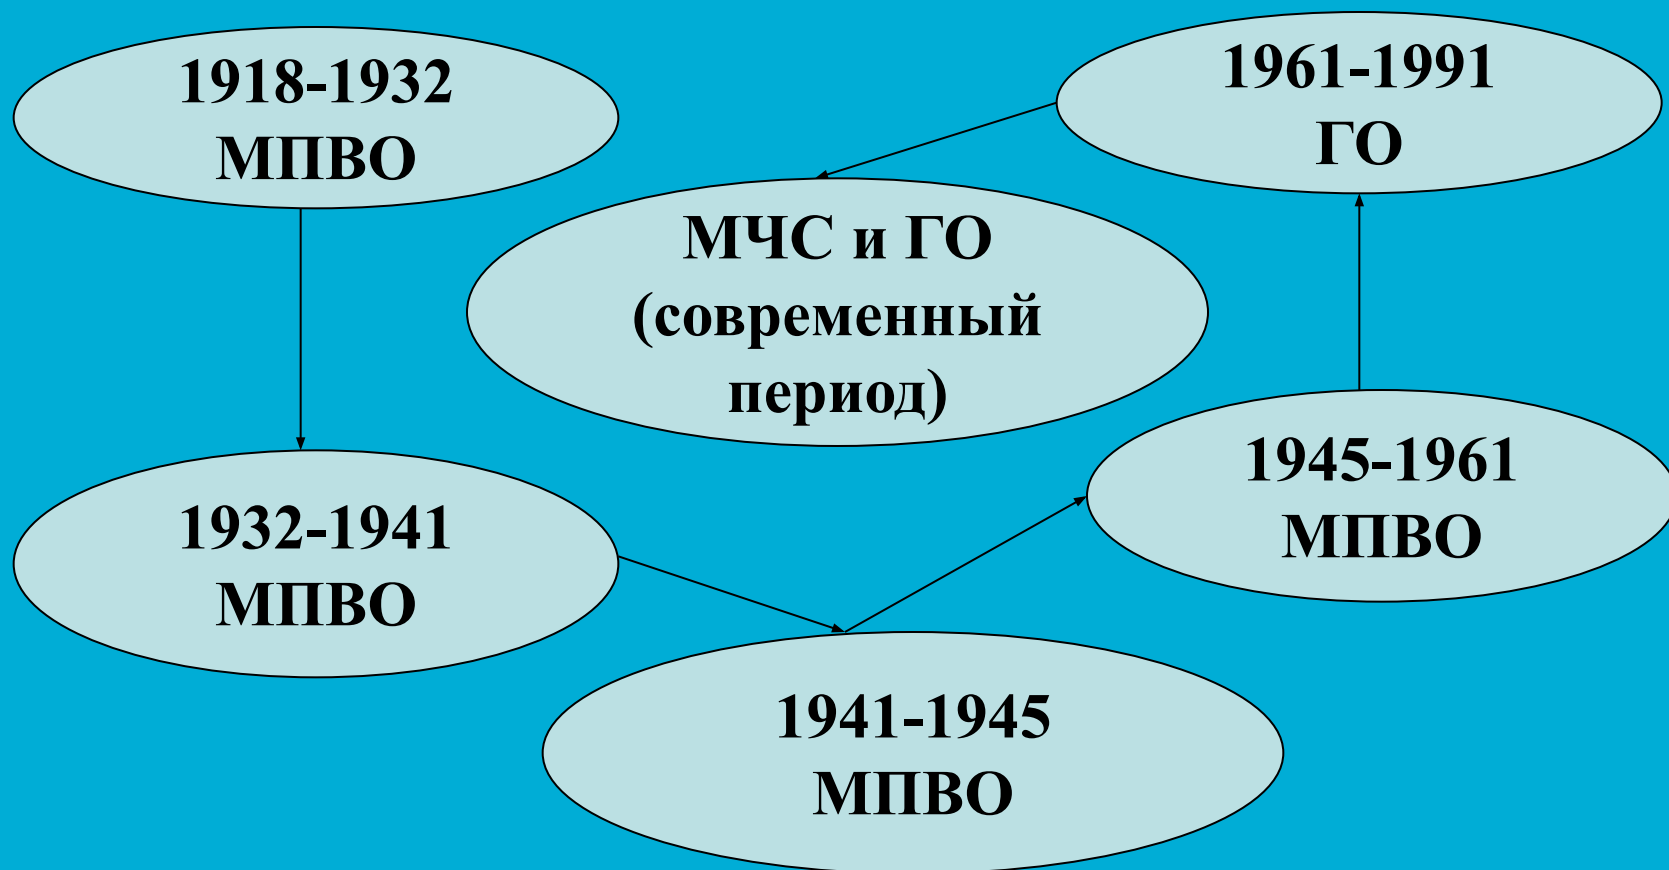 1918-1932
МПВО
1961-1991
ГО
МЧС и ГО
(современный
период)
1932-1941
МПВО
1945-1961
МПВО
1941-1945
МПВО